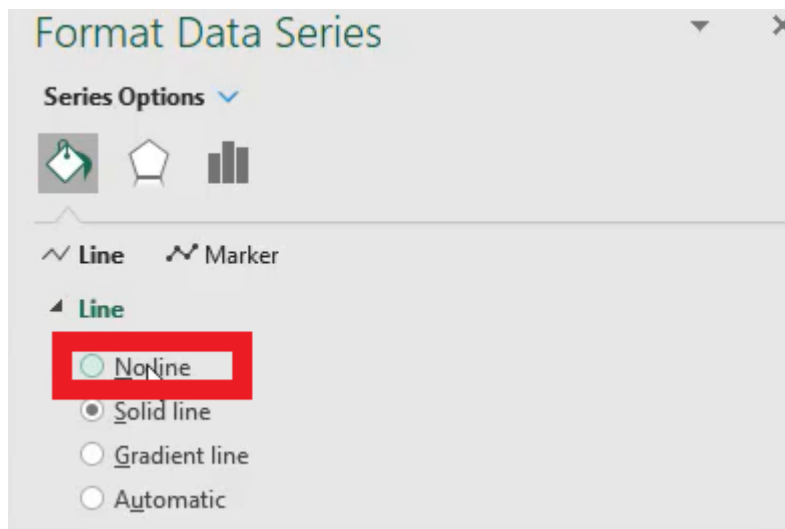 Format Data Series
Series Options
Line Marker
Line
No line
Solid line
Gradient line
Automatic